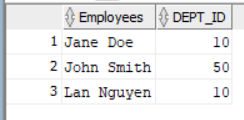 Employees DEPT_ID
1 Jane Doe 10
2 John Smith 50
3 Lan Nguyen 10